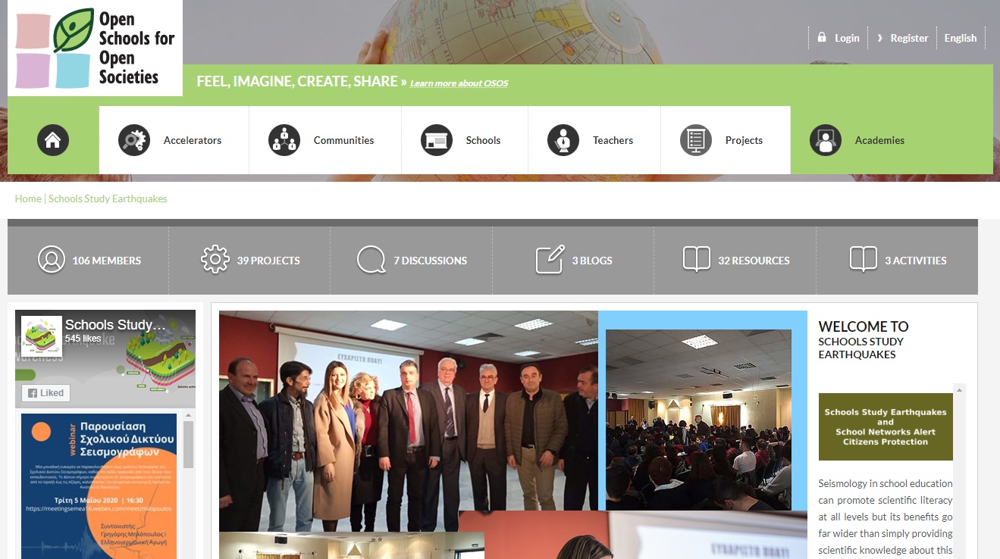 Open
Schools for
Open
Societies
Login
Register
English
FEEL, IMAGINE, CREATE, SHARE » Learn more about OSOS
Accelerators
Communities
Schools
Teachers
Projects
Academies
Home | Schools Study Earthquakes
106 MEMBERS
39 PROJECTS
7 DISCUSSIONS
3 BLOGS
32 RESOURCES
3 ACTIVITIES
Schools Study...
545 likes
Liked
webinar
Παρουσίαση
Σχολικού Δικτύου
Σεισμογράφων
Τρίτη 5 Μαΐου 2020 | 16:30
https://meetingsemea16.webex.com/meet/milopoulos
Συντονιστής:
Γρηγόρης Μηλόπουλος |
Ελληνογερμανική Αγωγή
ΕΥΧΑΡΙΣΤΩ ΠΟΛΥ!
ΕΥΧΑΡΙΣΤΩ ΠΟΛΥ!
WELCOME TO
SCHOOLS STUDY
EARTHQUAKES
Schools Study Earthquakes
and
School Networks Alert
Citizens Protection
Seismology in school education
can promote scientific literacy
at all levels but its benefits go
far wider than simply providing
scientific knowledge about this